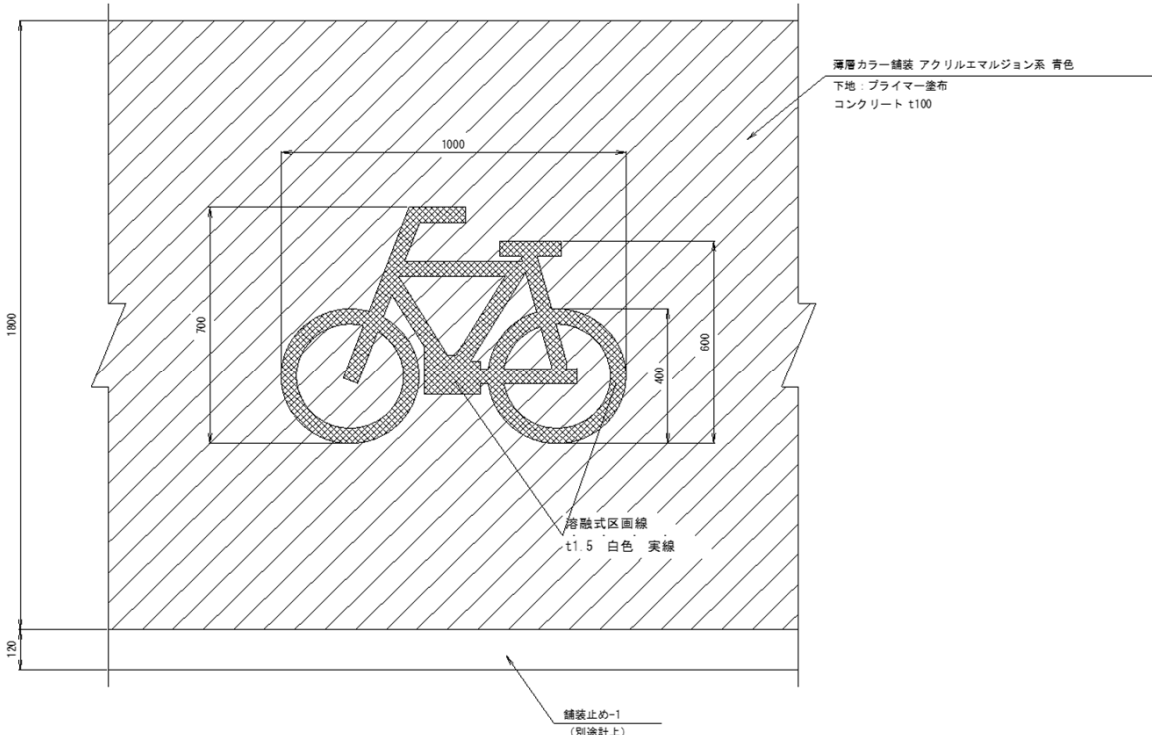 薄層カラー舗装 アクリルエマルジョン系 青色
下地：プライマー塗布
コンクリート t100
1000
1800
700
600
400
溶融式区画線
t1.5 白色 実線
120
舗装止め-1
(別途計上)